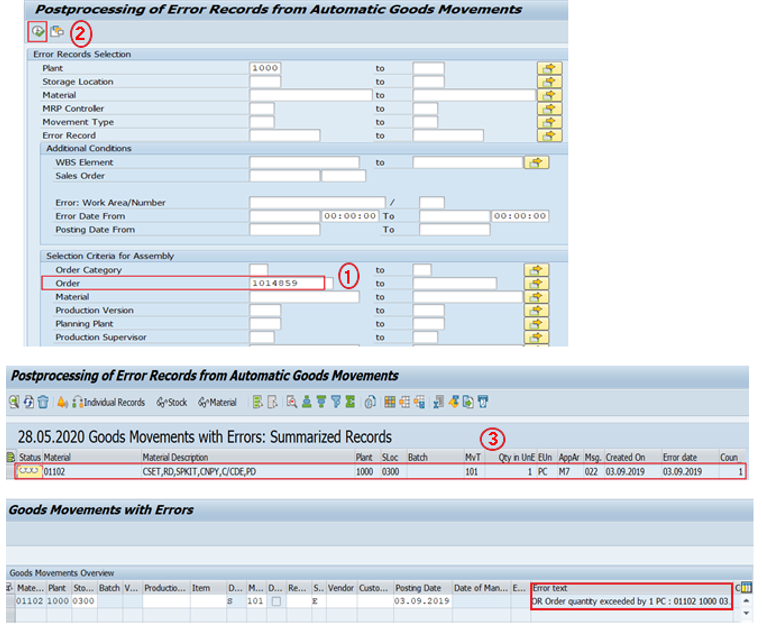 Postprocessing of Error Records from Automatic Goods Movements
2
Error Records Selection
Plant 1000 to
Storage Location to
Material to
MRP Controller to
Movement Type to
Error Record to
Additional Conditions
WBS Element to
Sales Order
Error: Work Area/Number /
Error Date From 00:00:00 To 00:00:00
Posting Date From To
Selection Criteria for Assembly
Order Category to
Order 1014859 to
1
Material to
Production Version to
Planning Plant to
Production Supervisor to
Postprocessing of Error Records from Automatic Goods Movements
Individual Records Stock Material
28.05.2020 Goods Movements with Errors: Summarized Records
3
Status Material Material Description Plant SLoc Batch MvT Qty in UnE EUn AppAr Msg. Created On Error date Coun
01102 CSET,RD,SPKIT,CNPY,C/CDE,PD 1000 0300 101 1 PC M7 022 03.09.2019 03.09.2019 1
Goods Movements with Errors
Goods Movements Overview
Mate... Plant Sto... Batch V... Productio... Item D... M... D... Re... S... Vendor Custo... Posting Date Date of Man... E... Error text C
01102 1000 0300 S 101 E 03.09.2019 OR Order quantity exceeded by 1 PC : 01102 1000 03